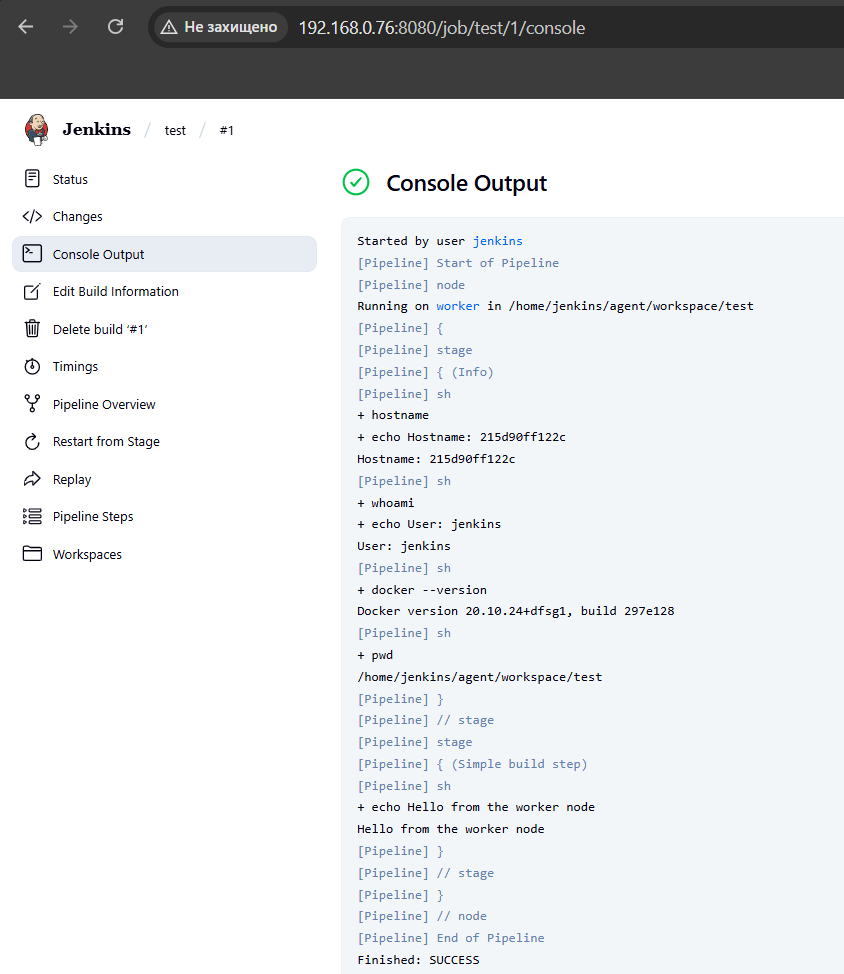 Не захищено 192.168.0.76:8080/job/test/1/console
Jenkins / test / #1
Status
Changes
Console Output
Edit Build Information
Delete build ‘#1’
Timings
Pipeline Overview
Restart from Stage
Replay
Pipeline Steps
Workspaces
Console Output
Started by user jenkins
[Pipeline] Start of Pipeline
[Pipeline] node
Running on worker in /home/jenkins/agent/workspace/test
[Pipeline] {
[Pipeline] stage
[Pipeline] { (Info)
[Pipeline] sh
+ hostname
+ echo Hostname: 215d90ff122c
Hostname: 215d90ff122c
[Pipeline] sh
+ whoami
+ echo User: jenkins
User: jenkins
[Pipeline] sh
+ docker --version
Docker version 20.10.24+dfsg1, build 297e128
[Pipeline] sh
+ pwd
/home/jenkins/agent/workspace/test
[Pipeline] }
[Pipeline] // stage
[Pipeline] stage
[Pipeline] { (Simple build step)
[Pipeline] sh
+ echo Hello from the worker node
Hello from the worker node
[Pipeline] }
[Pipeline] // stage
[Pipeline] }
[Pipeline] // node
[Pipeline] End of Pipeline
Finished: SUCCESS